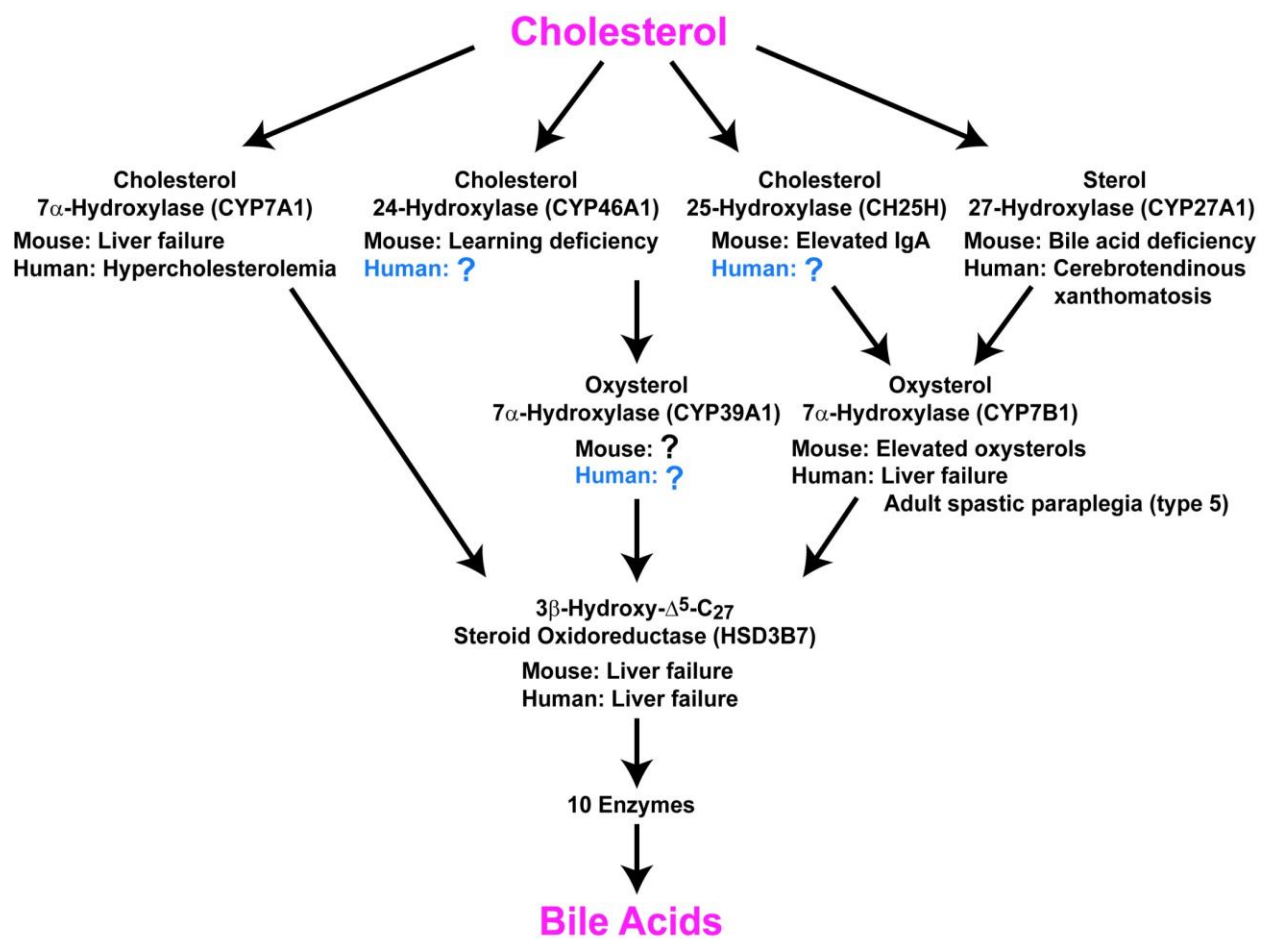 Cholesterol
Cholesterol
7α-Hydroxylase (CYP7A1)
Mouse: Liver failure
Human: Hypercholesterolemia
Cholesterol
24-Hydroxylase (CYP46A1)
Mouse: Learning deficiency
Human: ?
Cholesterol
25-Hydroxylase (CH25H)
Mouse: Elevated IgA
Human: ?
Sterol
27-Hydroxylase (CYP27A1)
Mouse: Bile acid deficiency
Human: Cerebrotendinous
xanthomatosis
Oxysterol
7α-Hydroxylase (CYP39A1)
Mouse: ?
Human: ?
Oxysterol
7α-Hydroxylase (CYP7B1)
Mouse: Elevated oxysterols
Human: Liver failure
Adult spastic paraplegia (type 5)
3β-Hydroxy-Δ⁵-C₂₇
Steroid Oxidoreductase (HSD3B7)
Mouse: Liver failure
Human: Liver failure
10 Enzymes
Bile Acids